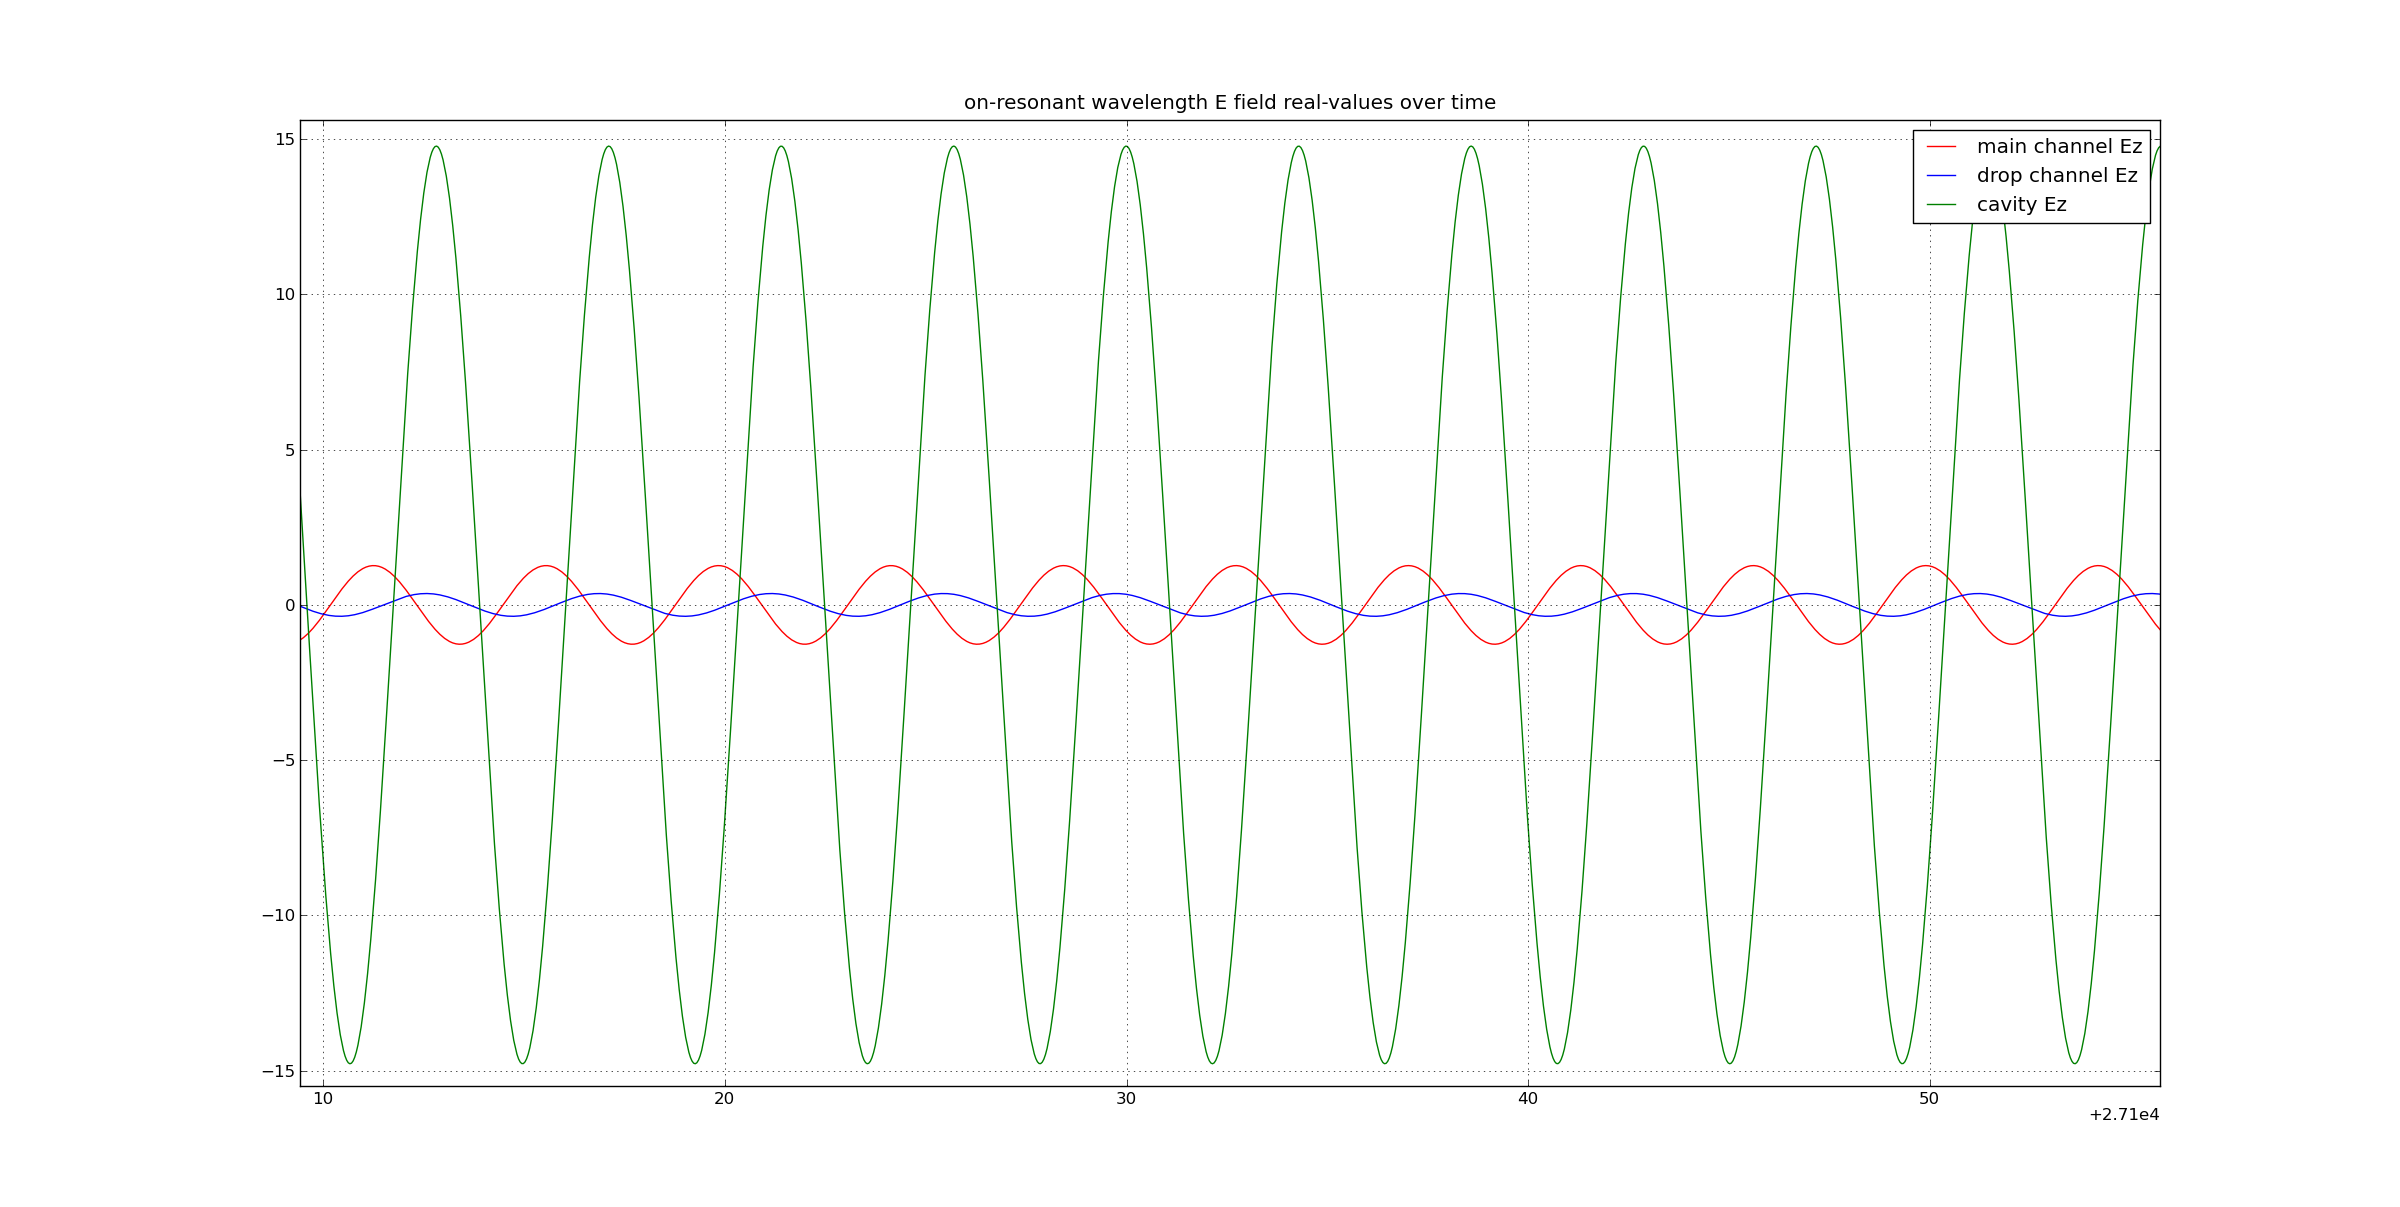 on-resonant wavelength E field real-values over time
main channel Ez
drop channel Ez
cavity Ez
15
10
5
0
−5
−10
−15
10 20 30 40 50
+2.71e4